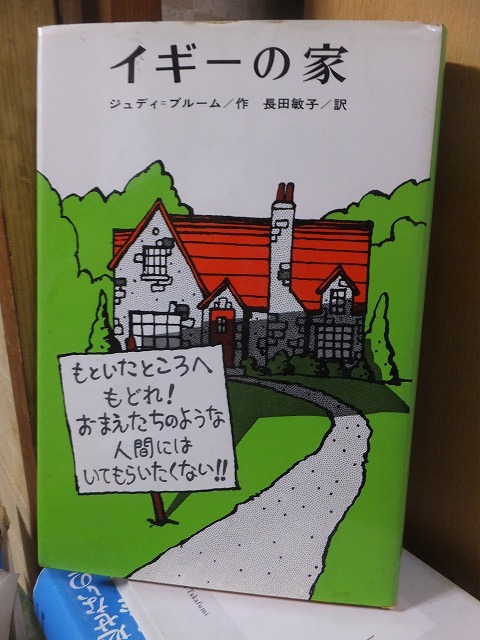 イギーの家
ジュディ=ブルーム/作 長田敏子/訳
もといたところへ
もどれ!
おまえたちのような
人間には
いてもらいたくない!!
Takafumi